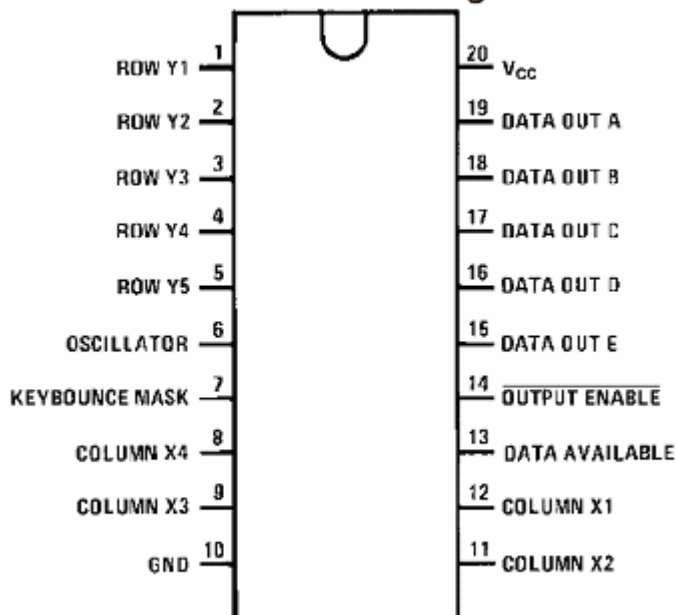 1 ROW Y1
2 ROW Y2
3 ROW Y3
4 ROW Y4
5 ROW Y5
6 OSCILLATOR
7 KEYBOUNCE MASK
8 COLUMN X4
9 COLUMN X3
10 GND
20 VCC
19 DATA OUT A
18 DATA OUT B
17 DATA OUT C
16 DATA OUT D
15 DATA OUT E
14 OUTPUT ENABLE
13 DATA AVAILABLE
12 COLUMN X1
11 COLUMN X2